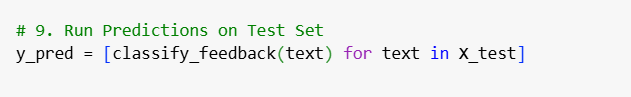 # 9. Run Predictions on Test Set
y_pred = [classify_feedback(text) for text in X_test]